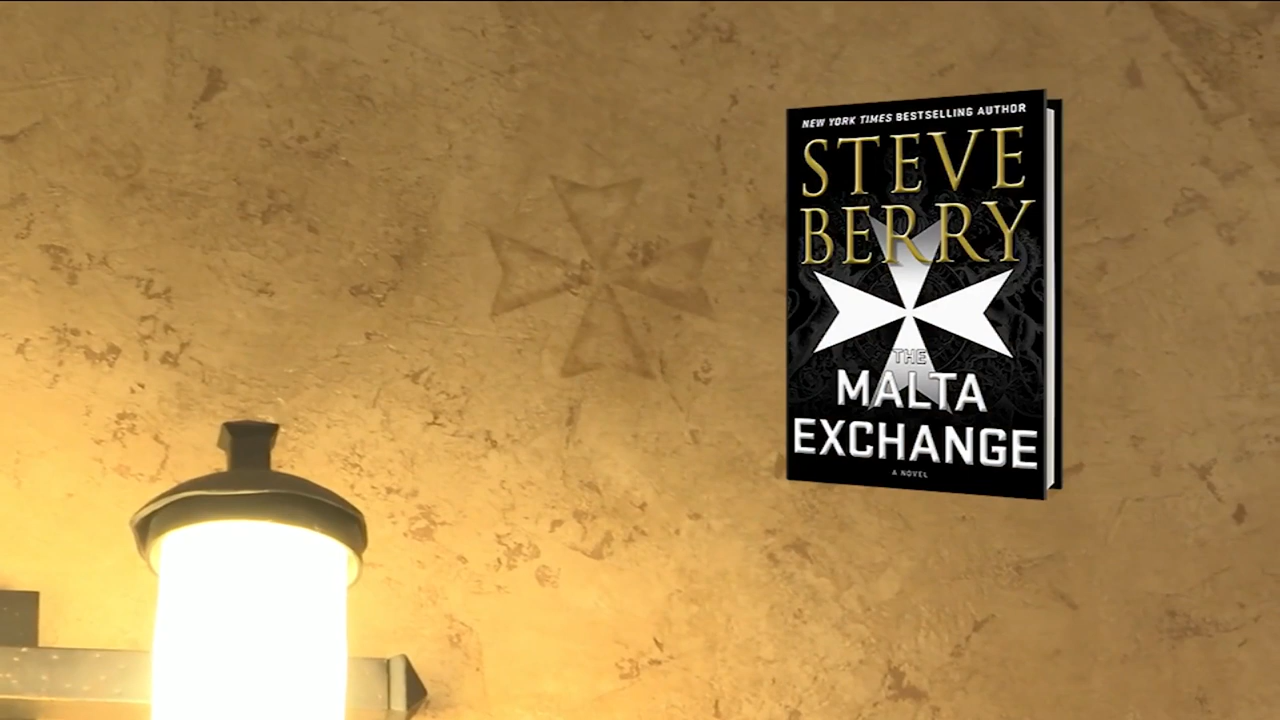 NEW YORK TIMES BESTSELLING AUTHOR
STEVE
BERRY
THE
MALTA
EXCHANGE
A NOVEL